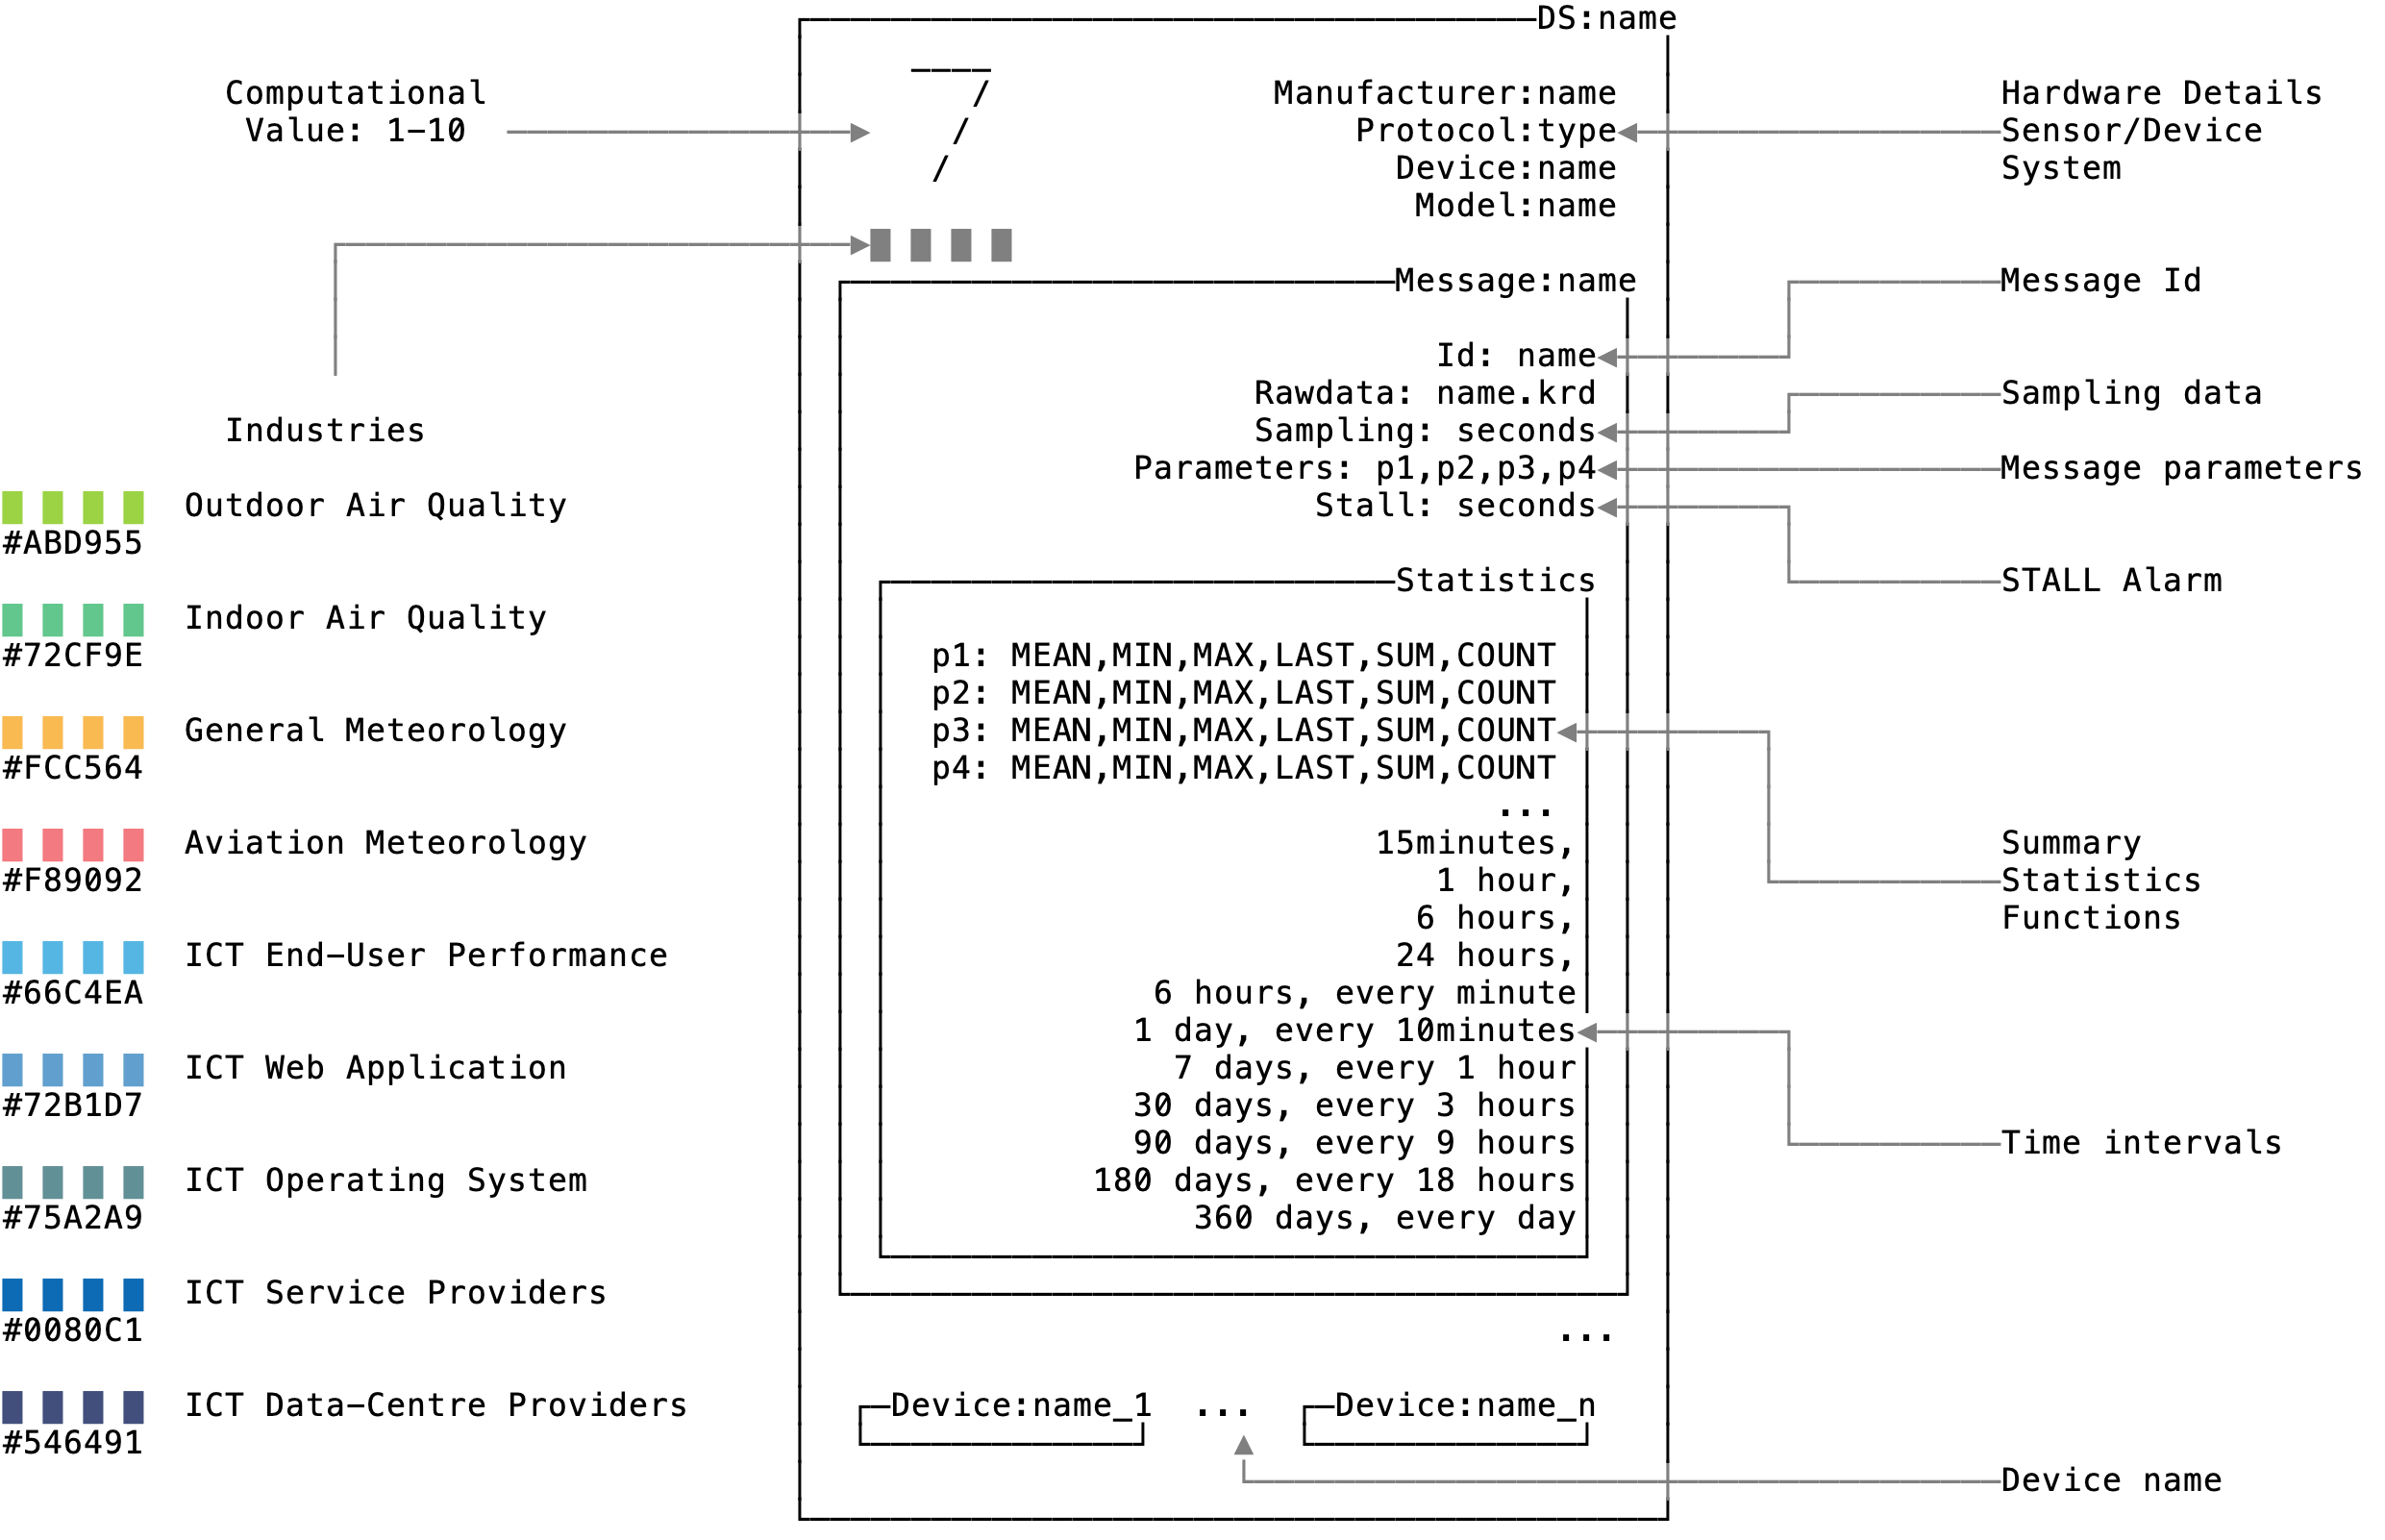 Computational
Value: 1-10
Industries
Outdoor Air Quality
#ABD955
Indoor Air Quality
#72CF9E
General Meteorology
#FCC564
Aviation Meteorology
#F89092
ICT End-User Performance
#66C4EA
ICT Web Application
#72B1D7
ICT Operating System
#75A2A9
ICT Service Providers
#0080C1
ICT Data-Centre Providers
#546491
DS:name
7
Manufacturer:name
Protocol:type
Device:name
Model:name
Message:name
Id: name
Rawdata: name.krd
Sampling: seconds
Parameters: p1,p2,p3,p4
Stall: seconds
Statistics
p1: MEAN,MIN,MAX,LAST,SUM,COUNT
p2: MEAN,MIN,MAX,LAST,SUM,COUNT
p3: MEAN,MIN,MAX,LAST,SUM,COUNT
p4: MEAN,MIN,MAX,LAST,SUM,COUNT
...
15minutes,
1 hour,
6 hours,
24 hours,
6 hours, every minute
1 day, every 10minutes
7 days, every 1 hour
30 days, every 3 hours
90 days, every 9 hours
180 days, every 18 hours
360 days, every day
...
Device:name_1 ... Device:name_n
Hardware Details
Sensor/Device
System
Message Id
Sampling data
Message parameters
STALL Alarm
Summary
Statistics
Functions
Time intervals
Device name